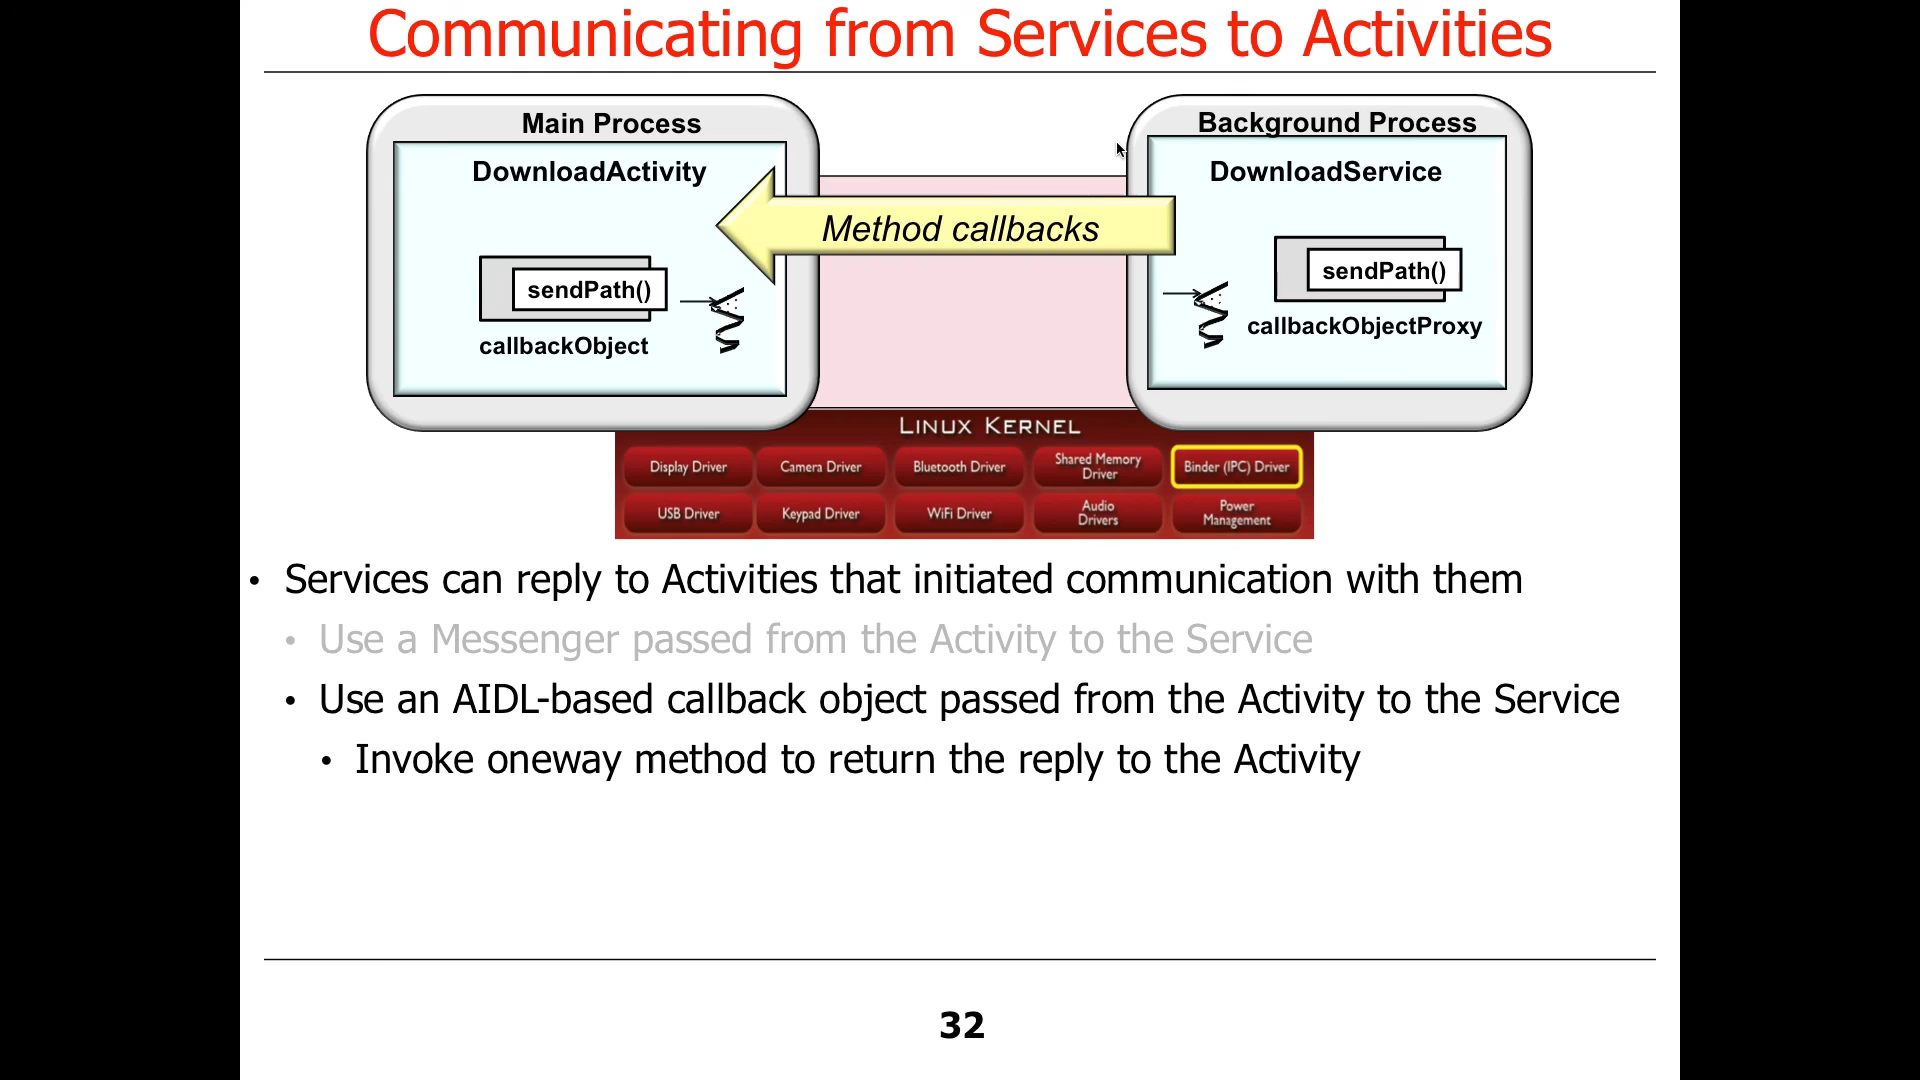 Communicating from Services to Activities
Main Process
Background Process
DownloadActivity
DownloadService
Method callbacks
sendPath()
callbackObject
sendPath()
callbackObjectProxy
LINUX KERNEL
Display Driver
Camera Driver
Bluetooth Driver
Shared Memory
Driver
Binder (IPC) Driver
USB Driver
Keypad Driver
WiFi Driver
Audio
Drivers
Power
Management
• Services can reply to Activities that initiated communication with them
• Use a Messenger passed from the Activity to the Service
• Use an AIDL-based callback object passed from the Activity to the Service
• Invoke oneway method to return the reply to the Activity
32